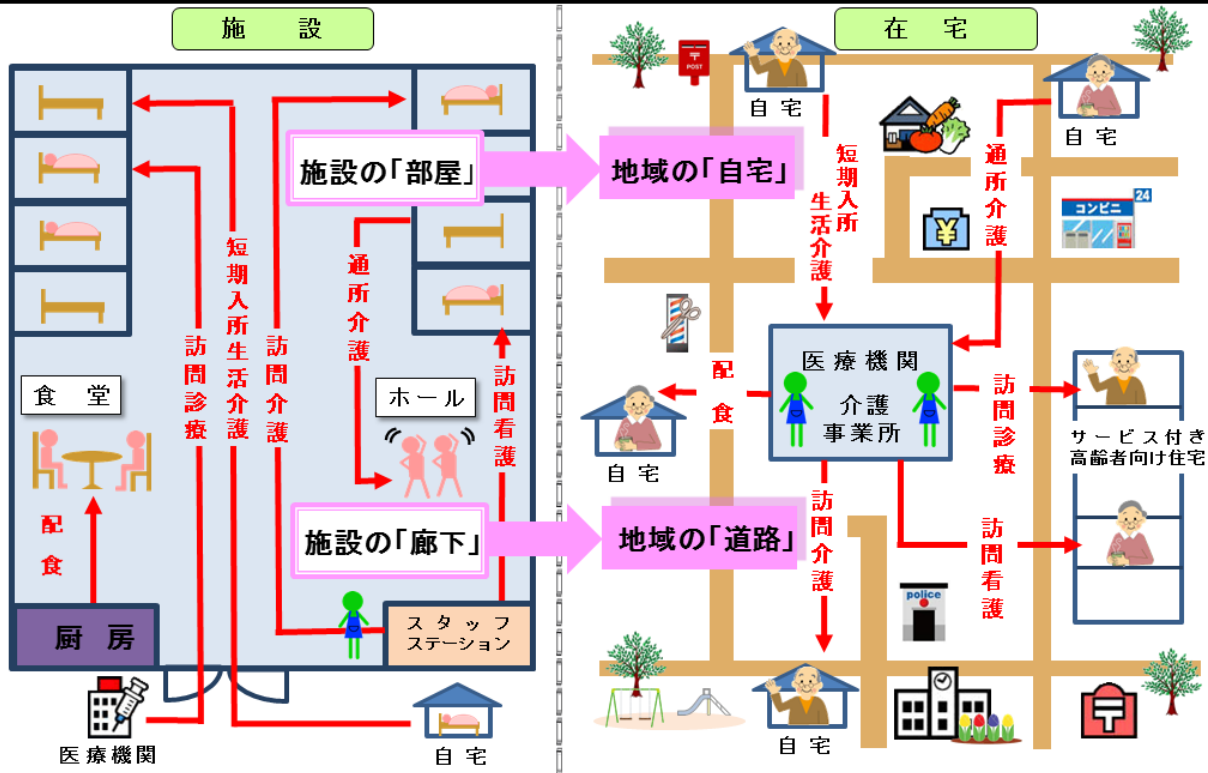 施設
施設の「部屋」
短期入所生活介護
訪問診療
訪問介護
通所介護
訪問看護
食堂
ホール
配食
施設の「廊下」
厨房
スタッフ
ステーション
医療機関
自宅
在宅
地域の「自宅」
POST
自宅
自宅
短期入所
生活介護
通所介護
24
コンビニ
¥
配食
医療機関
介護
事業所
訪問診療
自宅
サービス付き
高齢者向け住宅
地域の「道路」
訪問介護
訪問看護
police
自宅